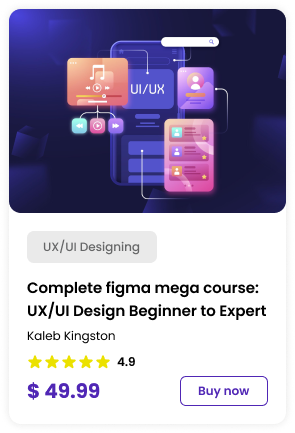 UI/UX
UX/UI Designing
Complete figma mega course:
UX/UI Design Beginner to Expert
Kaleb Kingston
4.9
$ 49.99
Buy now